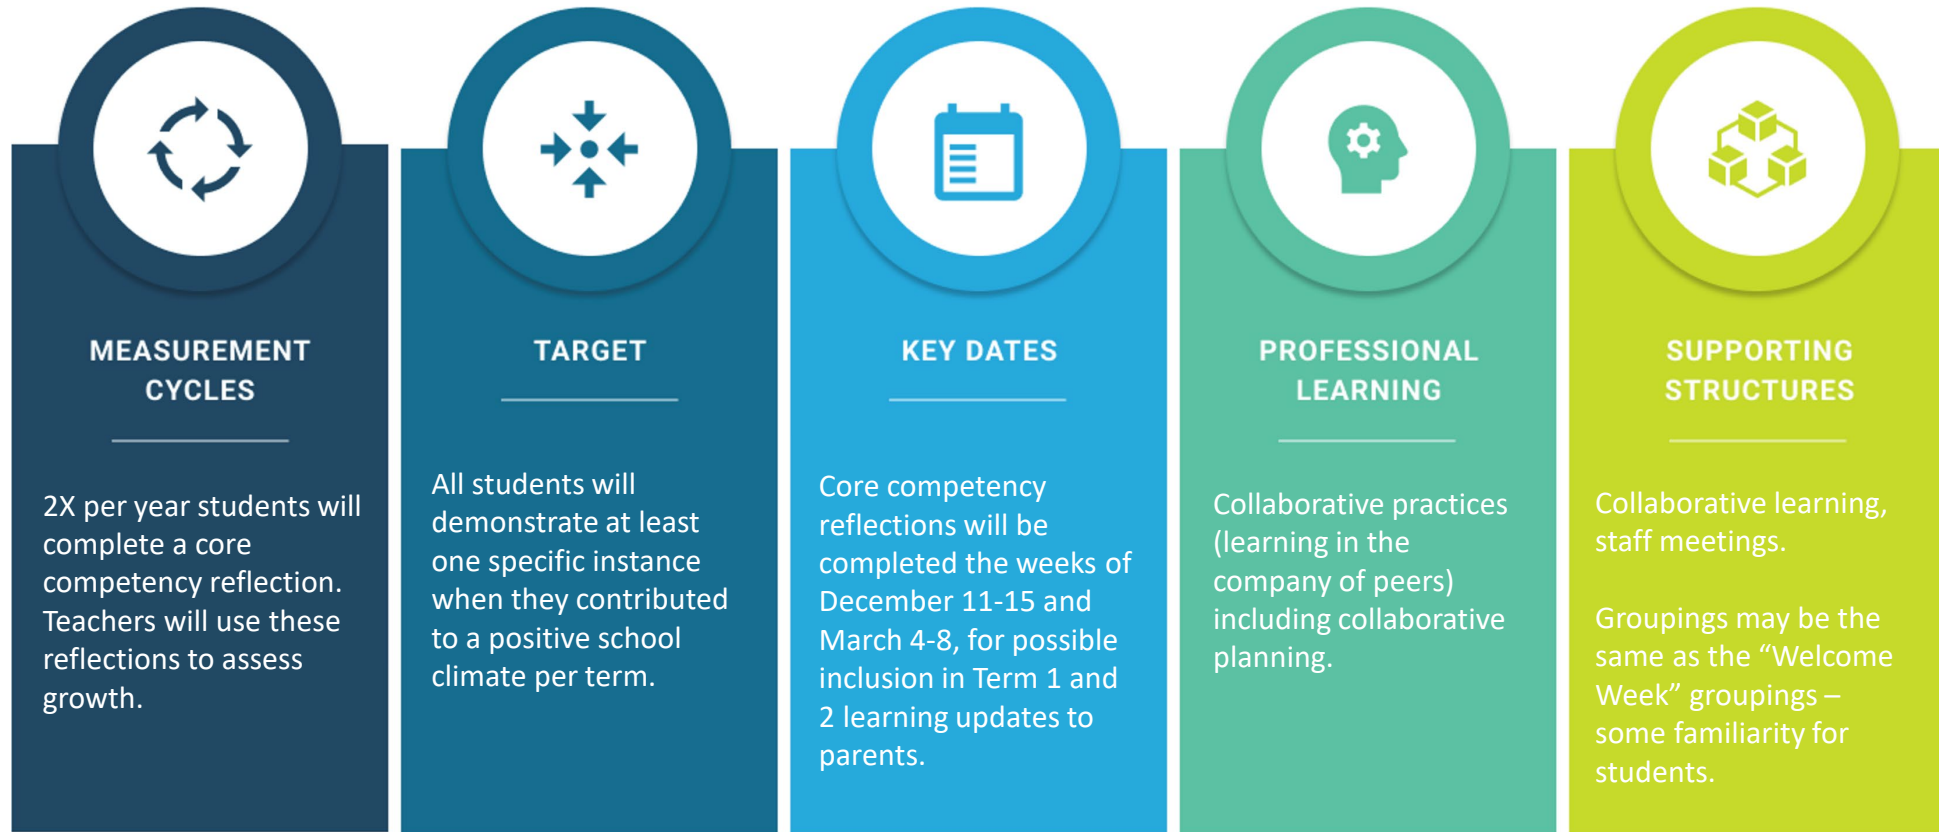 MEASUREMENT
CYCLES
2X per year students will
complete a core
competency reflection.
Teachers will use these
reflections to assess
growth.
TARGET
All students will
demonstrate at least
one specific instance
when they contributed
to a positive school
climate per term.
KEY DATES
Core competency
reflections will be
completed the weeks of
December 11-15 and
March 4-8, for possible
inclusion in Term 1 and
2 learning updates to
parents.
PROFESSIONAL
LEARNING
Collaborative practices
(learning in the
company of peers)
including collaborative
planning.
SUPPORTING
STRUCTURES
Collaborative learning,
staff meetings.
Groupings may be the
same as the “Welcome
Week” groupings –
some familiarity for
students.